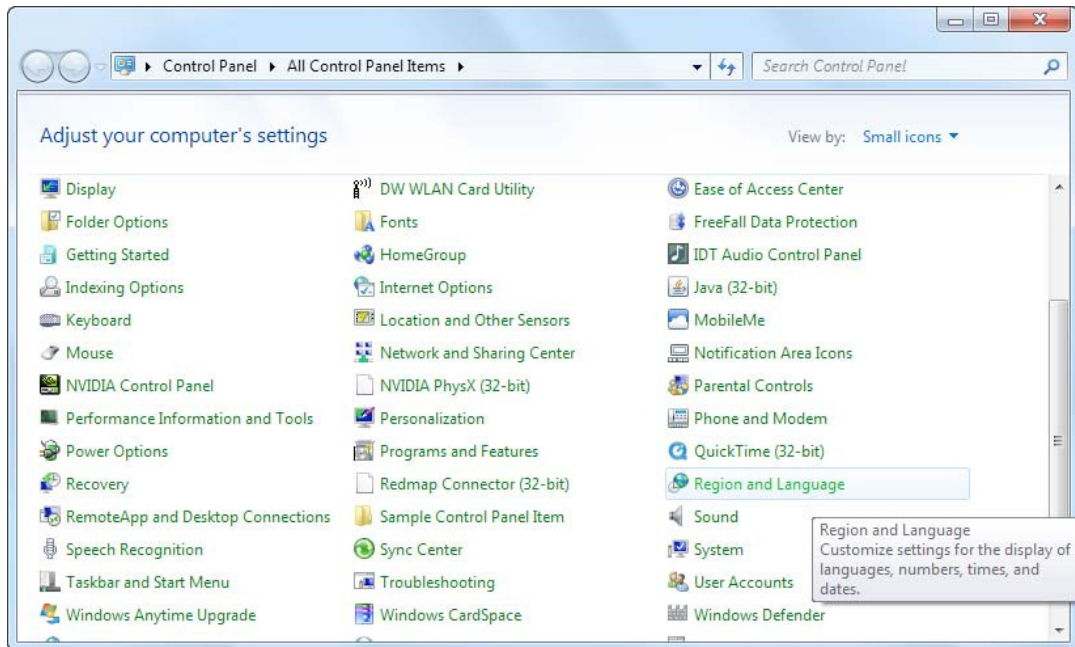 Control Panel ▸ All Control Panel Items ▸ Search Control Panel
Adjust your computer's settings
View by: Small icons
Display DW WLAN Card Utility Ease of Access Center
Folder Options Fonts FreeFall Data Protection
Getting Started HomeGroup IDT Audio Control Panel
Indexing Options Internet Options Java (32-bit)
Keyboard Location and Other Sensors MobileMe
Mouse Network and Sharing Center Notification Area Icons
NVIDIA Control Panel NVIDIA PhysX (32-bit) Parental Controls
Performance Information and Tools Personalization Phone and Modem
Power Options Programs and Features QuickTime (32-bit)
Recovery Redmap Connector (32-bit) Region and Language
RemoteApp and Desktop Connections Sample Control Panel Item Sound
Speech Recognition Sync Center System
Taskbar and Start Menu Troubleshooting User Accounts
Windows Anytime Upgrade Windows CardSpace Windows Defender
Region and Language
Customize settings for the display of
languages, numbers, times, and
dates.